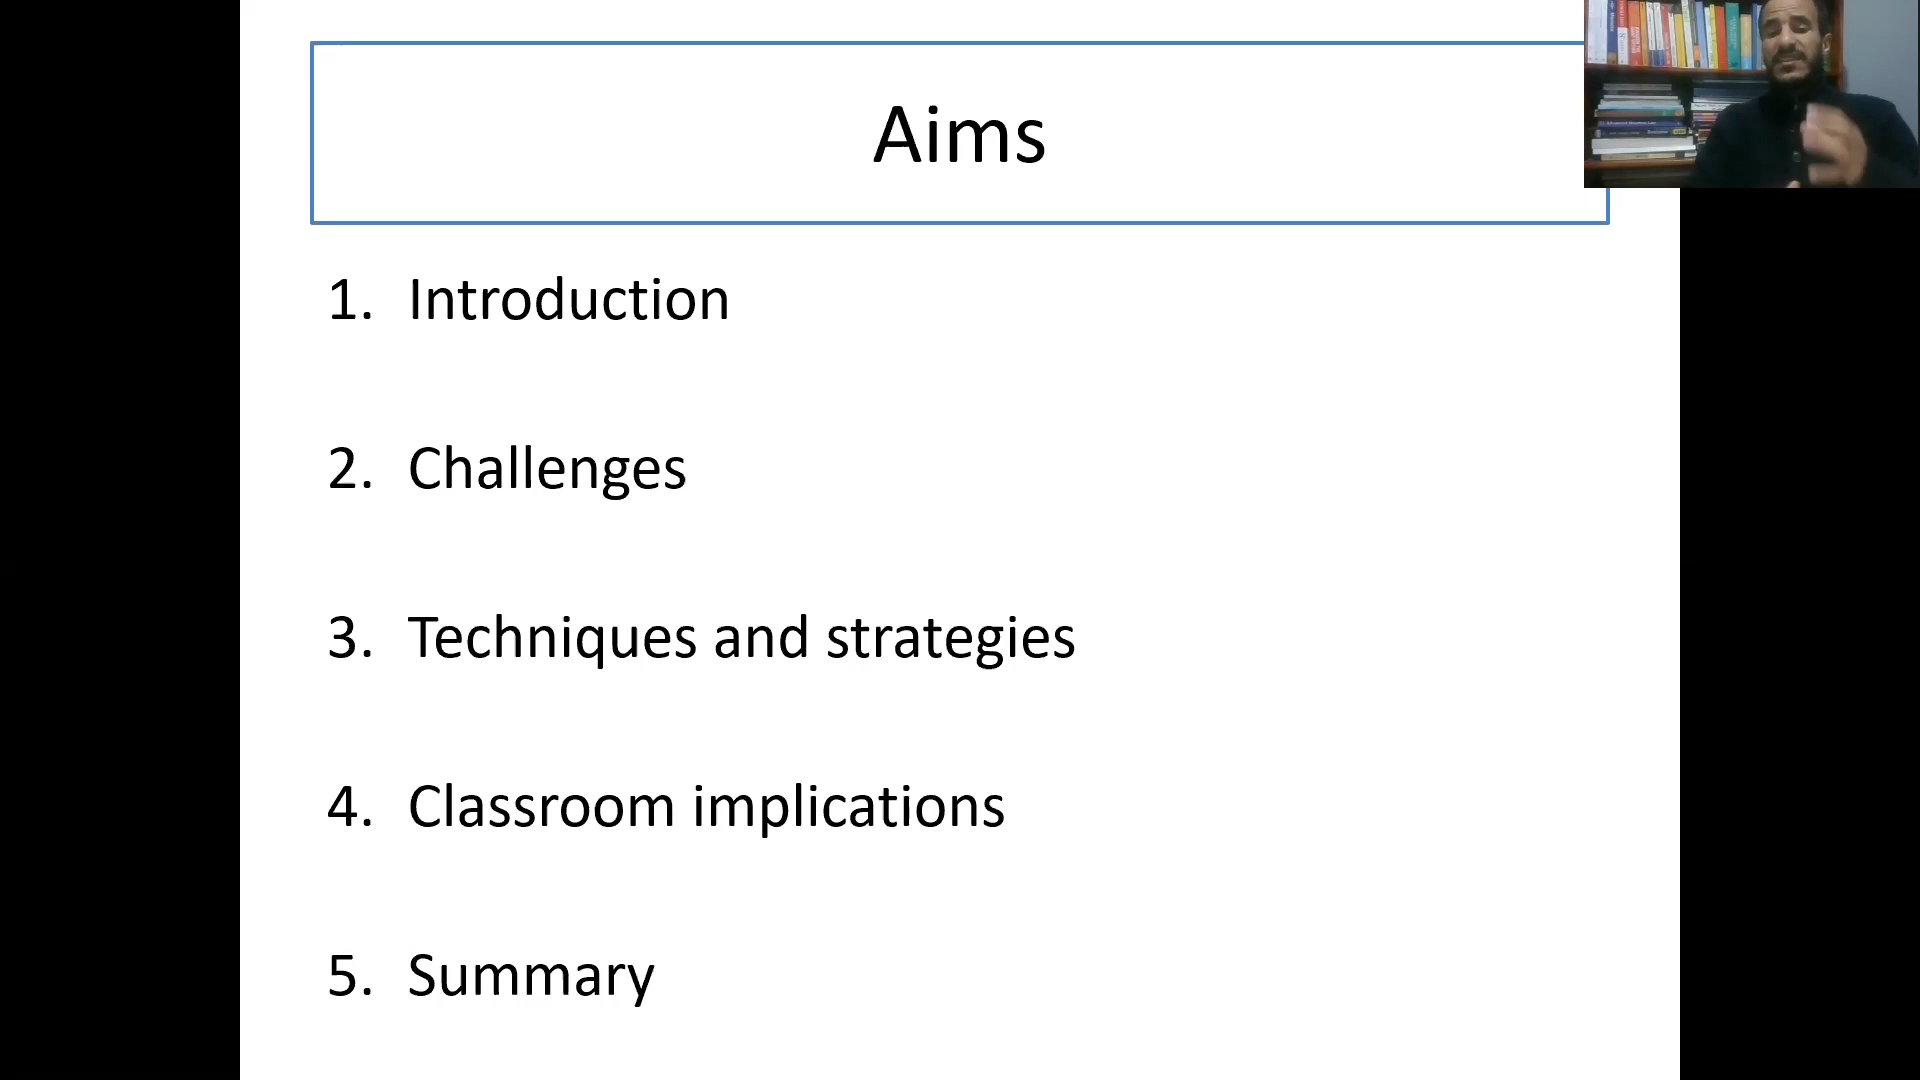 Aims
1. Introduction
2. Challenges
3. Techniques and strategies
4. Classroom implications
5. Summary